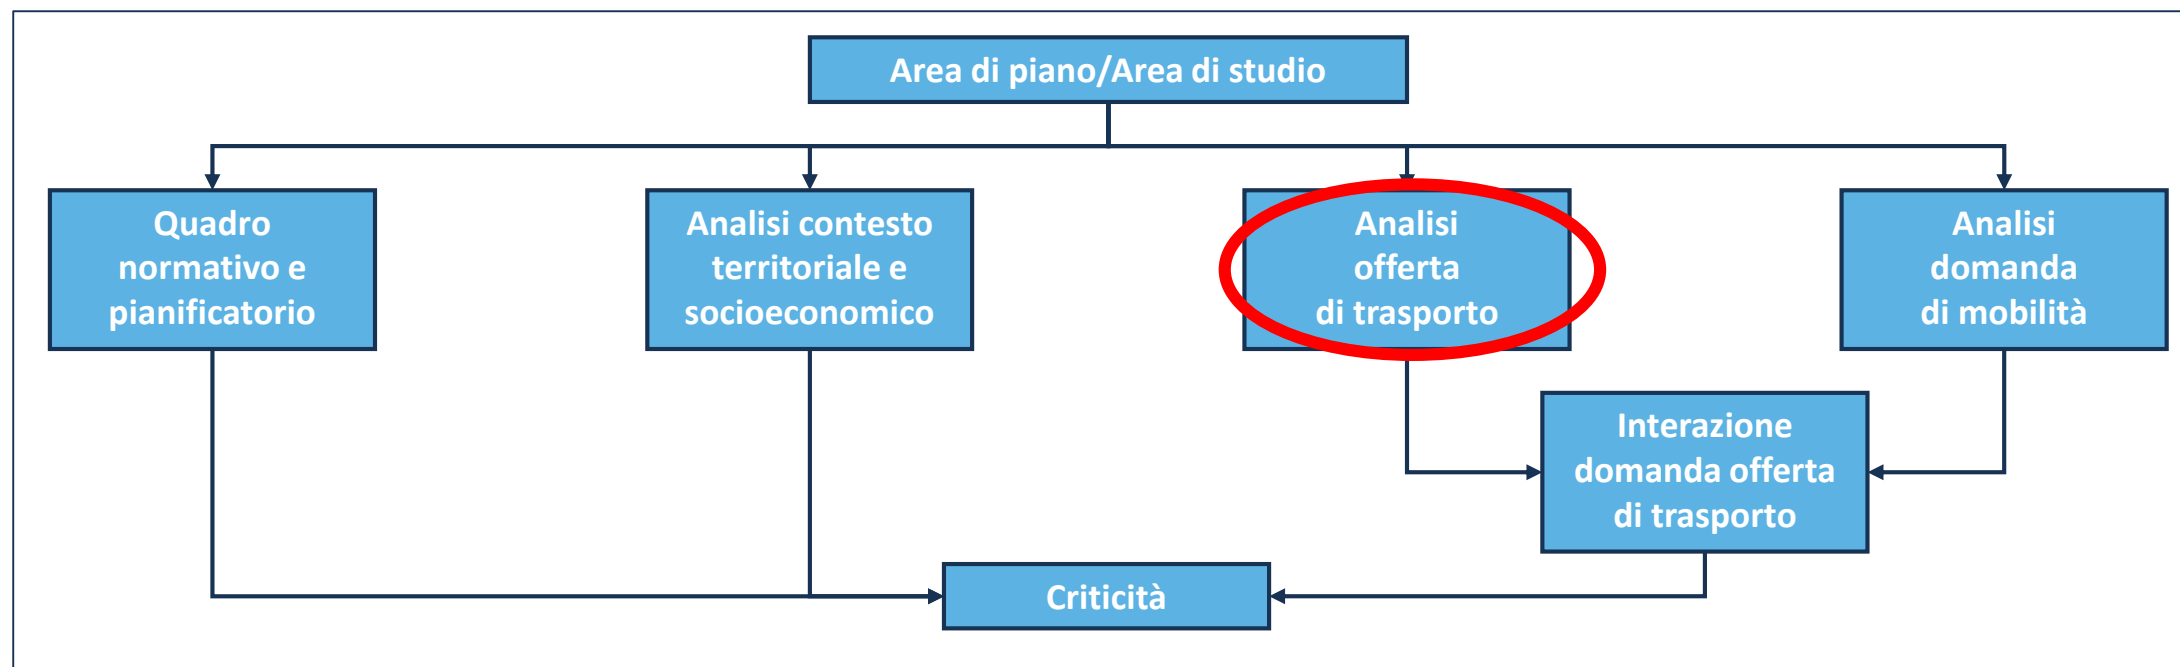 Area di piano/Area di studio
Quadro
normativo e
pianificatorio
Analisi contesto
territoriale e
socioeconomico
Analisi
offerta
di trasporto
Analisi
domanda
di mobilità
Interazione
domanda offerta
di trasporto
Criticità